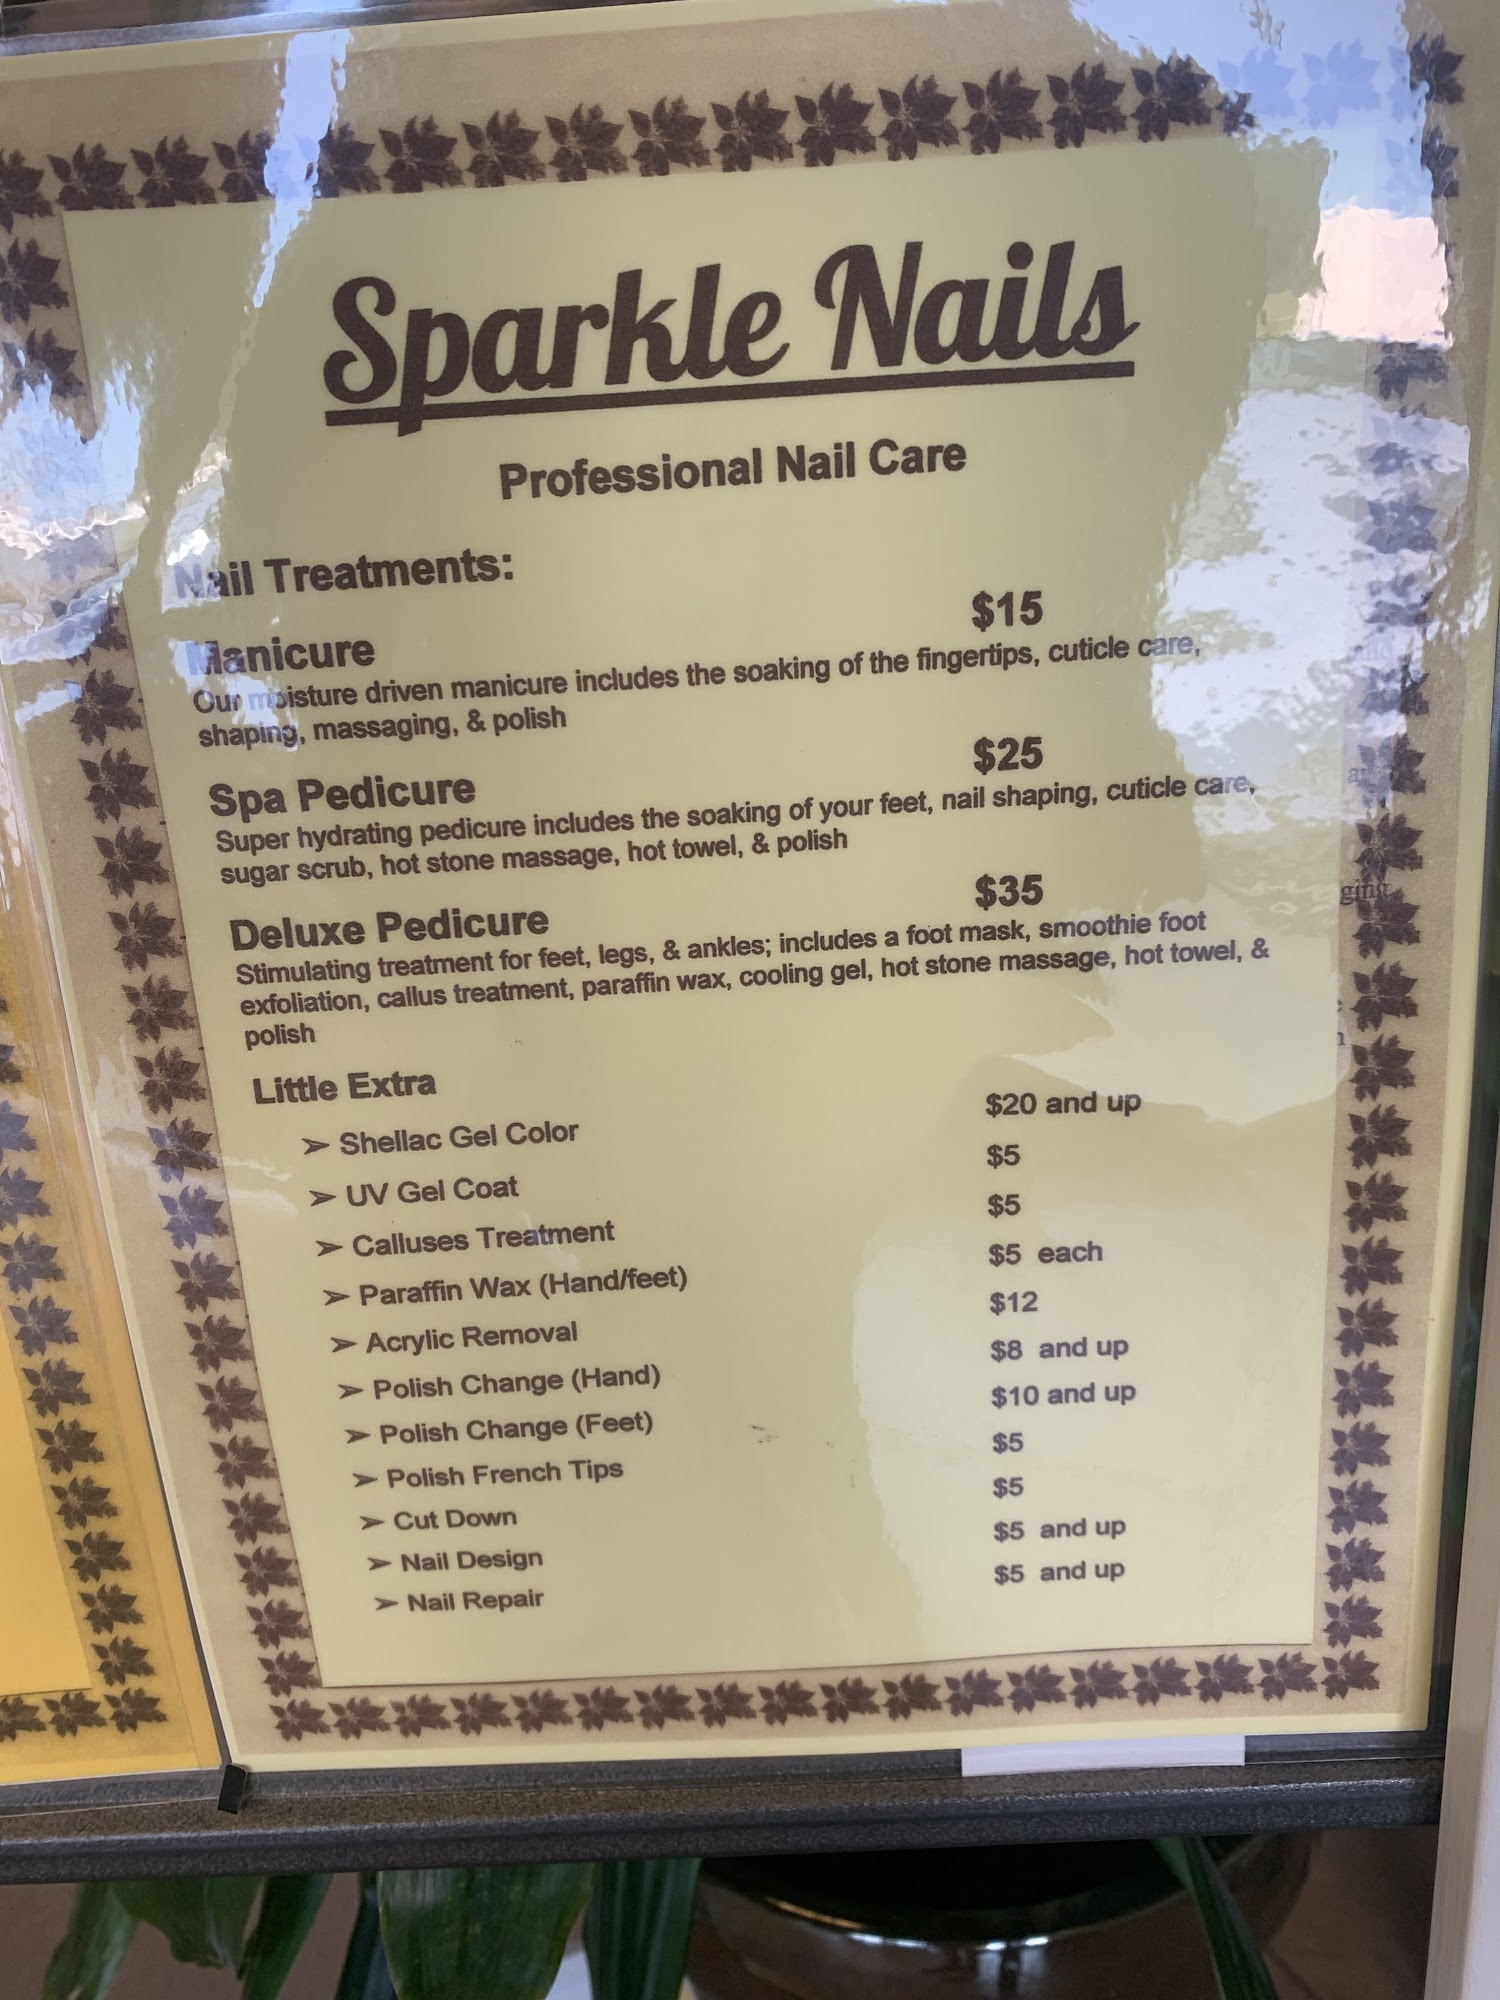 Sparkle Nails
Professional Nail Care
Nail Treatments:
Manicure $15
Our moisture driven manicure includes the soaking of the fingertips, cuticle care,
shaping, massaging, & polish
Spa Pedicure $25
Super hydrating pedicure includes the soaking of your feet, nail shaping, cuticle care,
sugar scrub, hot stone massage, hot towel, & polish
Deluxe Pedicure $35
Stimulating treatment for feet, legs, & ankles; includes a foot mask, smoothie foot
exfoliation, callus treatment, paraffin wax, cooling gel, hot stone massage, hot towel, &
polish
Little Extra
➢ Shellac Gel Color $20 and up
➢ UV Gel Coat $5
➢ Calluses Treatment $5
➢ Paraffin Wax (Hand/feet) $5 each
➢ Acrylic Removal $12
➢ Polish Change (Hand) $8 and up
➢ Polish Change (Feet) $10 and up
➢ Polish French Tips $5
➢ Cut Down $5
➢ Nail Design $5 and up
➢ Nail Repair $5 and up